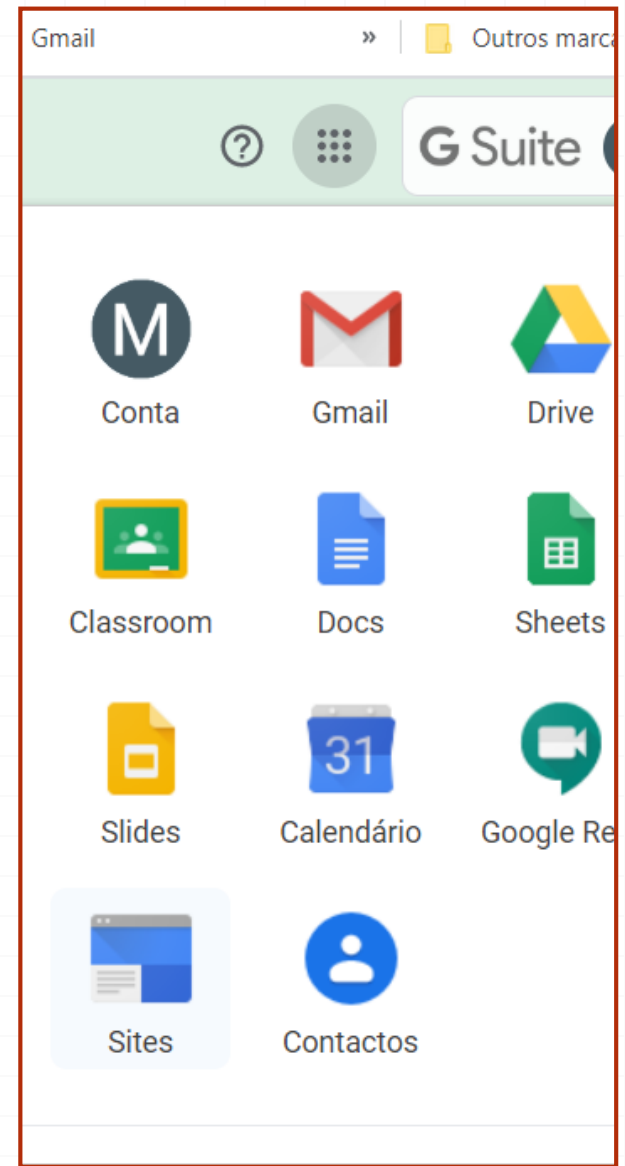 Gmail » Outros marca
G Suite
M
Conta Gmail Drive
Classroom Docs Sheets
31
Slides Calendário Google Re
Sites Contactos